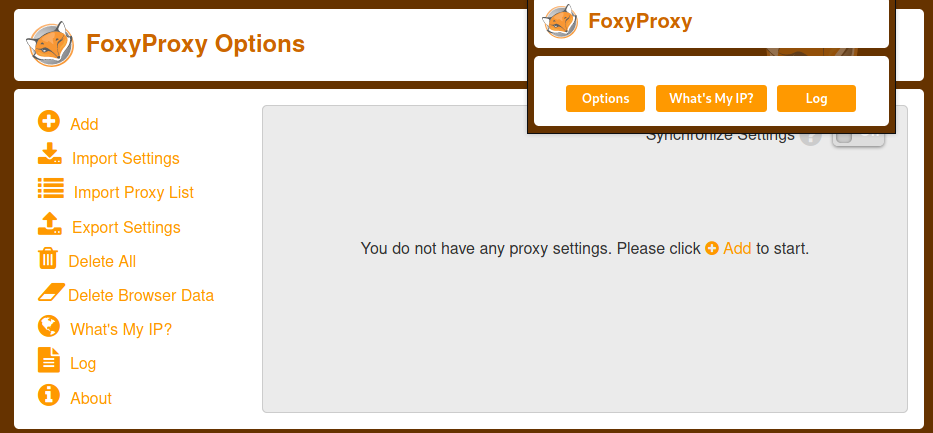 FoxyProxy Options
FoxyProxy
Options
What's My IP?
Log
Add
Import Settings
Import Proxy List
Export Settings
Delete All
Delete Browser Data
What's My IP?
Log
About
Synchronize Settings
You do not have any proxy settings. Please click Add to start.